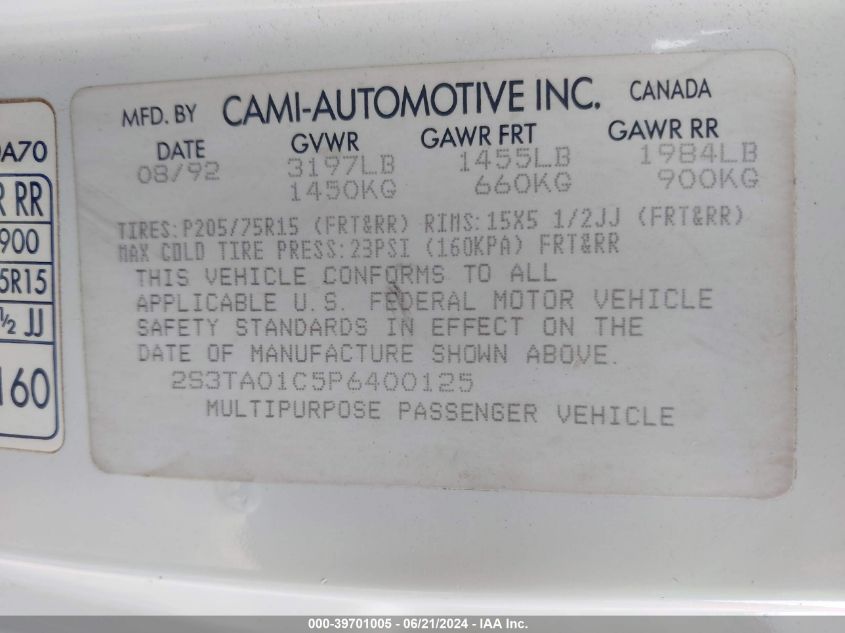 MFD. BY CAMI-AUTOMOTIVE INC. CANADA
DATE GVWR GAWR FRT GAWR RR
08/92 3197LB 1455LB 1984LB
1450KG 660KG 900KG
TIRES:P205/75R15 (FRT&RR) RIMS:15X5 1/2JJ (FRT&RR)
MAX COLD TIRE PRESS:23PSI (160KPA) FRT&RR
THIS VEHICLE CONFORMS TO ALL
APPLICABLE U.S. FEDERAL MOTOR VEHICLE
SAFETY STANDARDS IN EFFECT ON THE
DATE OF MANUFACTURE SHOWN ABOVE.
2S3TA01C5P6400125
MULTIPURPOSE PASSENGER VEHICLE
A70
R RR
900
5R15
½ JJ
160
000-39701005 / 06/21/2024 - IAA Inc.